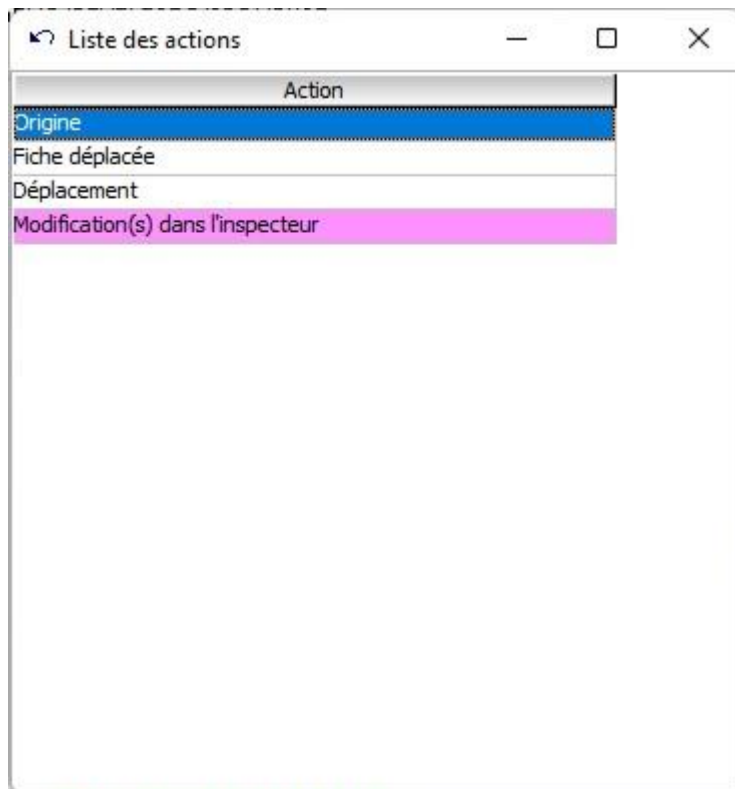 Liste des actions
Action
Origine
Fiche déplacée
Déplacement
Modification(s) dans l'inspecteur